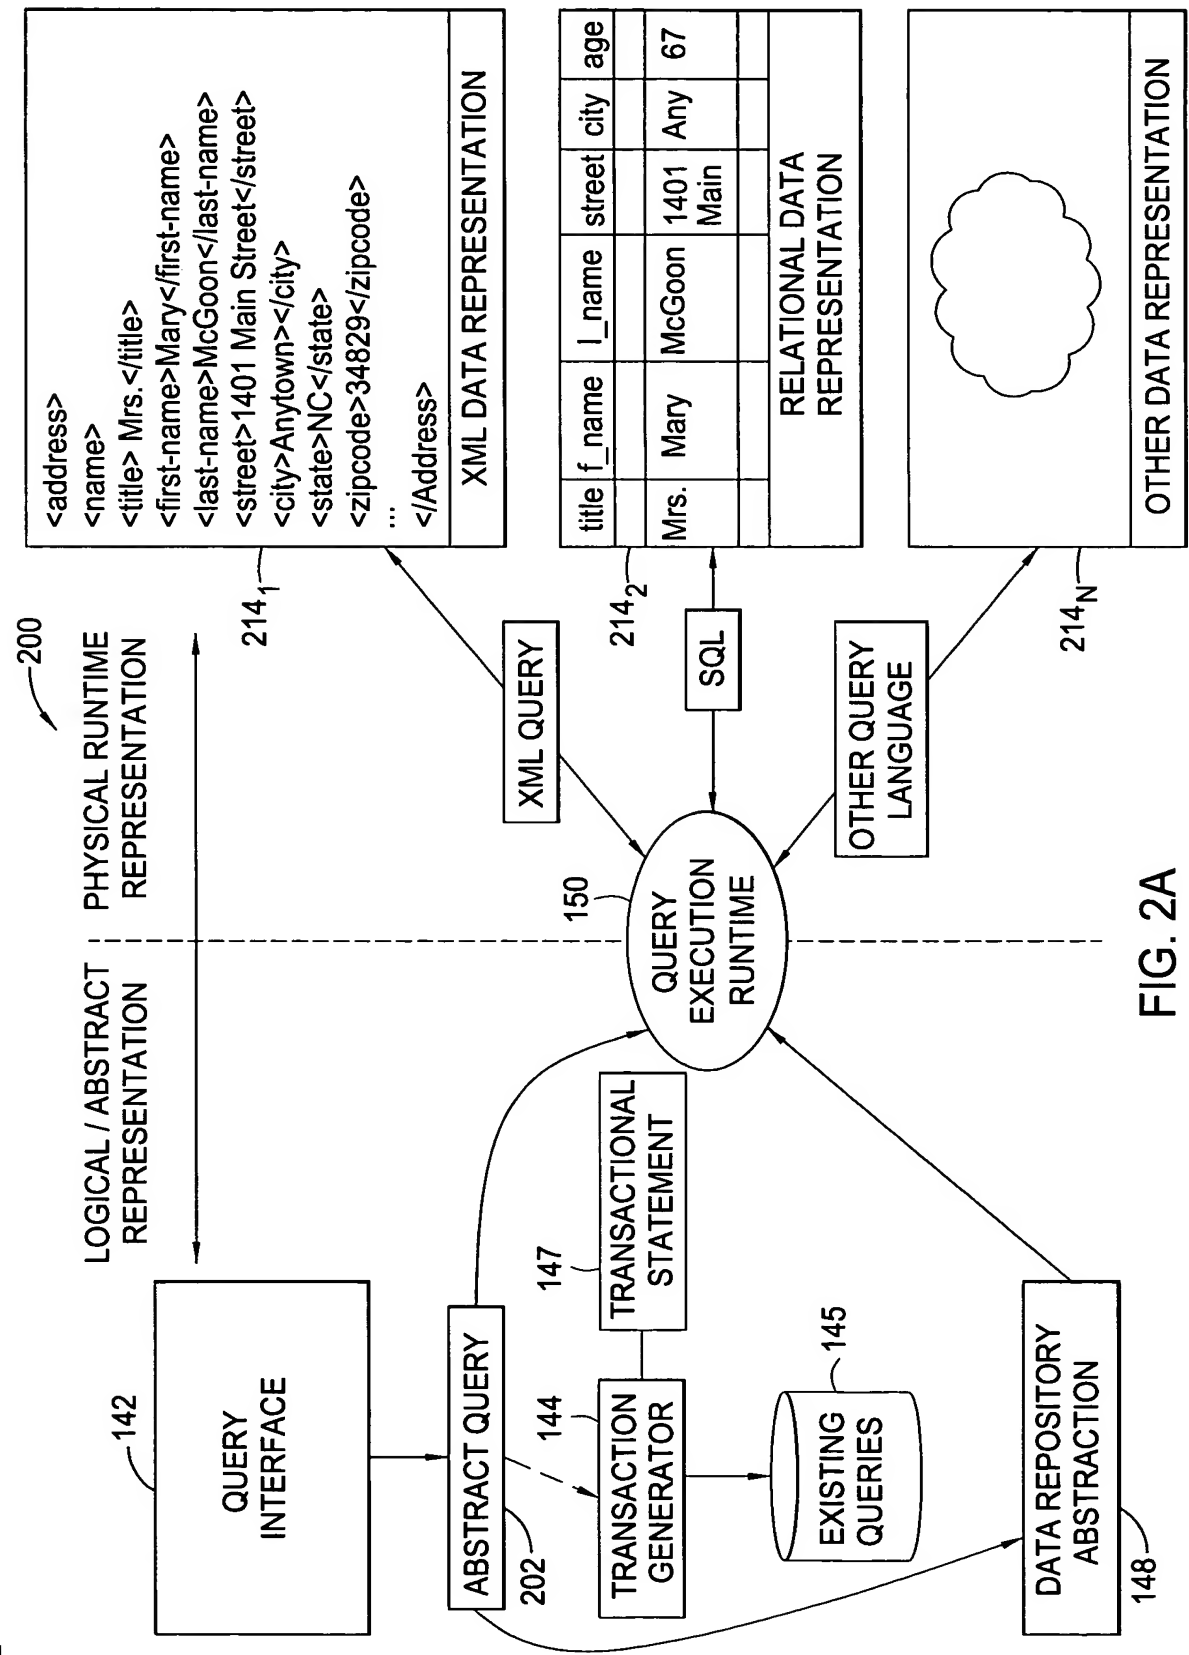 200
LOGICAL / ABSTRACT
REPRESENTATION
PHYSICAL RUNTIME
REPRESENTATION
142
QUERY
INTERFACE
ABSTRACT QUERY
202
144
TRANSACTION
GENERATOR
147
TRANSACTIONAL
STATEMENT
145
EXISTING
QUERIES
DATA REPOSITORY
ABSTRACTION
148
150
QUERY
EXECUTION
RUNTIME
XML QUERY
SQL
OTHER QUERY
LANGUAGE
214₁
<address>
<name>
<title> Mrs.</title>
<first-name>Mary</first-name>
<last-name>McGoon</last-name>
<street>1401 Main Street</street>
<city>Anytown></city>
<state>NC</state>
<zipcode>34829</zipcode>
...
</Address>
XML DATA REPRESENTATION
214₂
title f_name l_name street city age
Mrs. Mary McGoon 1401 Main Any 67
RELATIONAL DATA
REPRESENTATION
214N
OTHER DATA REPRESENTATION
FIG. 2A